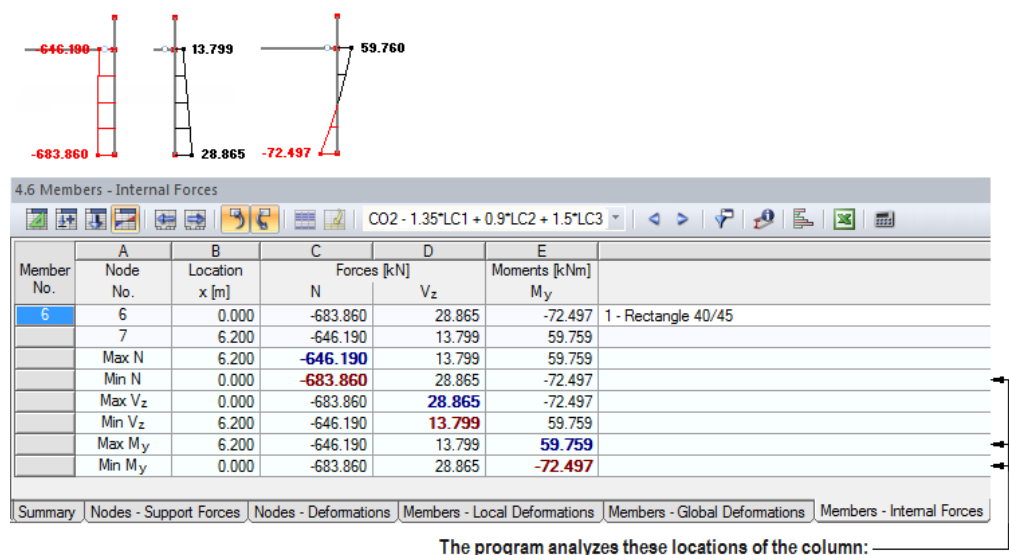 -646.190 13.799 59.760
-683.860 28.865 -72.497
4.6 Members - Internal Forces
CO2 - 1.35*LC1 + 0.9*LC2 + 1.5*LC3
A B C D E
Member Node Location Forces [kN] Moments [kNm]
No. No. x [m] N Vz My
6 6 0.000 -683.860 28.865 -72.497 1 - Rectangle 40/45
7 6.200 -646.190 13.799 59.759
Max N 6.200 -646.190 13.799 59.759
Min N 0.000 -683.860 28.865 -72.497
Max Vz 0.000 -683.860 28.865 -72.497
Min Vz 6.200 -646.190 13.799 59.759
Max My 6.200 -646.190 13.799 59.759
Min My 0.000 -683.860 28.865 -72.497
Summary Nodes - Support Forces Nodes - Deformations Members - Local Deformations Members - Global Deformations Members - Internal Forces
The program analyzes these locations of the column: